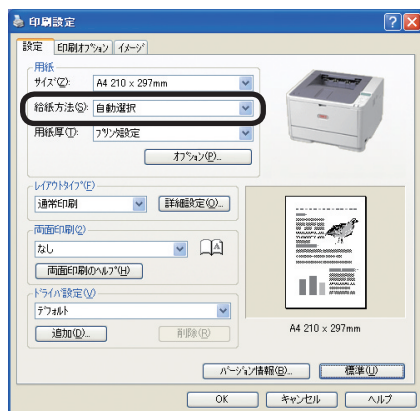 印刷設定
設定 印刷オプション イメージ
用紙
サイズ(Z): A4 210 x 297mm
給紙方法(S): 自動選択
用紙厚(T): プリンタ設定
オプション(P)...
レイアウトタイプ(F)
通常印刷 詳細設定(O)...
両面印刷(2)
なし
両面印刷のヘルプ(H)
ドライバ設定(V)
デフォルト
追加(D)... 削除(R)
A4 210 x 297mm
バージョン情報(B)... 標準(U)
OK キャンセル ヘルプ